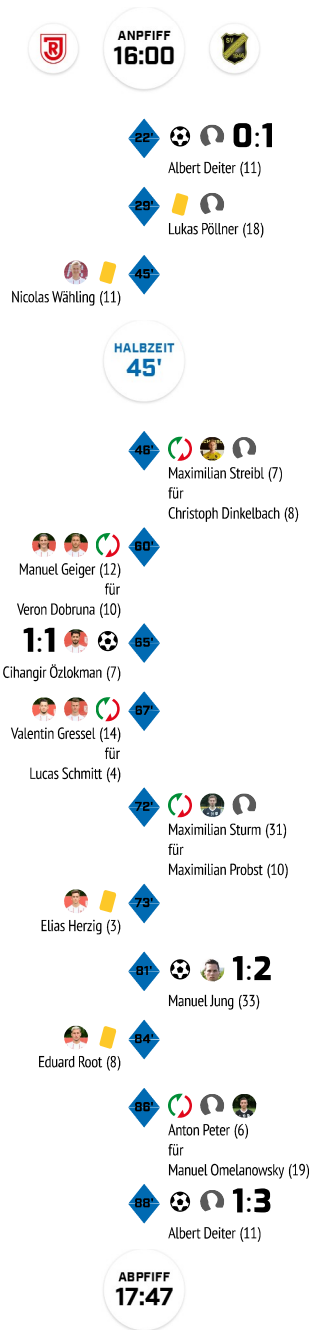 ANPFIFF
16:00
22'
0:1
Albert Deiter (11)
29'
Lukas Pöllner (18)
45'
Nicolas Wähling (11)
HALBZEIT
45'
46'
Maximilian Streibl (7)
für
Christoph Dinkelbach (8)
60'
Manuel Geiger (12)
für
Veron Dobruna (10)
1:1
65'
Cihangir Özlokman (7)
67'
Valentin Gressel (14)
für
Lucas Schmitt (4)
72'
Maximilian Sturm (31)
für
Maximilian Probst (10)
73'
Elias Herzig (3)
81'
1:2
Manuel Jung (33)
84'
Eduard Root (8)
86'
Anton Peter (6)
für
Manuel Omelanowsky (19)
88'
1:3
Albert Deiter (11)
ABPFIFF
17:47